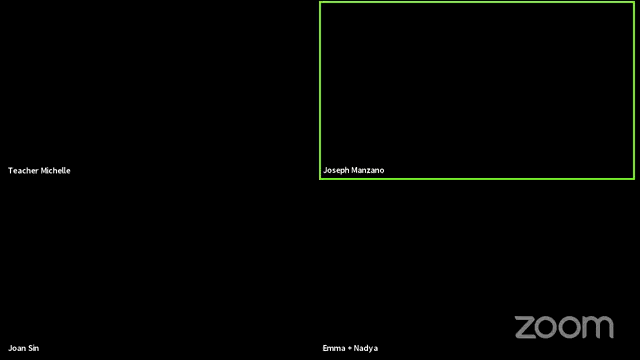 Teacher Michelle
Joseph Manzano
Joan Sin
Emma + Nadya
zoom